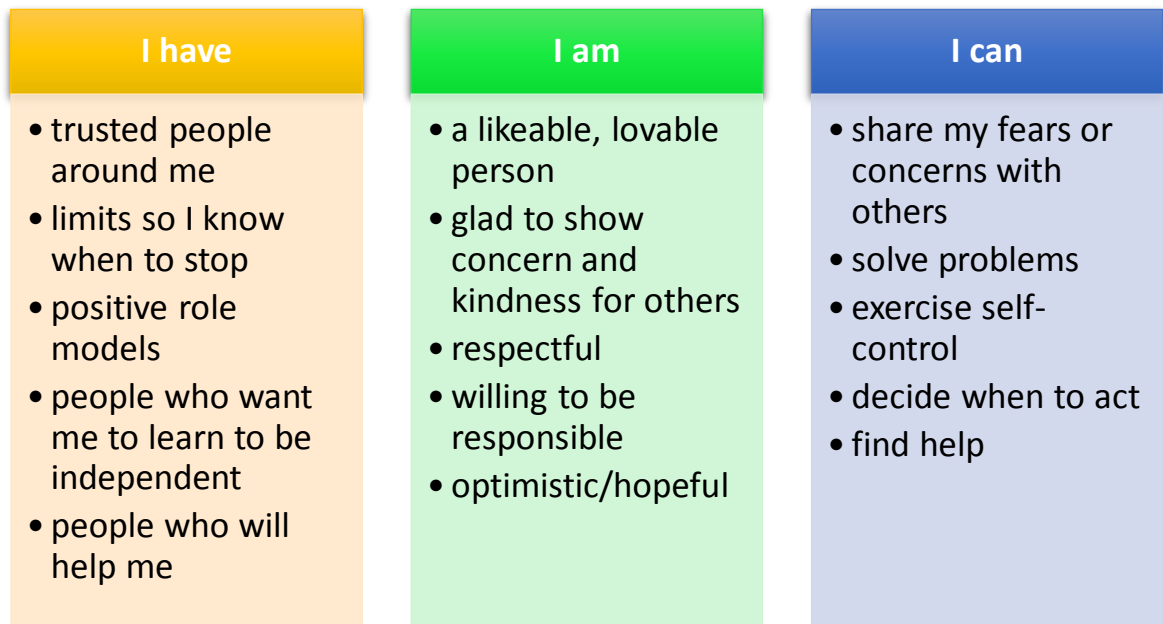 I have
• trusted people
around me
• limits so I know
when to stop
• positive role
models
• people who want
me to learn to be
independent
• people who will
help me
I am
• a likeable, lovable
person
• glad to show
concern and
kindness for others
• respectful
• willing to be
responsible
• optimistic/hopeful
I can
• share my fears or
concerns with
others
• solve problems
• exercise self-
control
• decide when to act
• find help